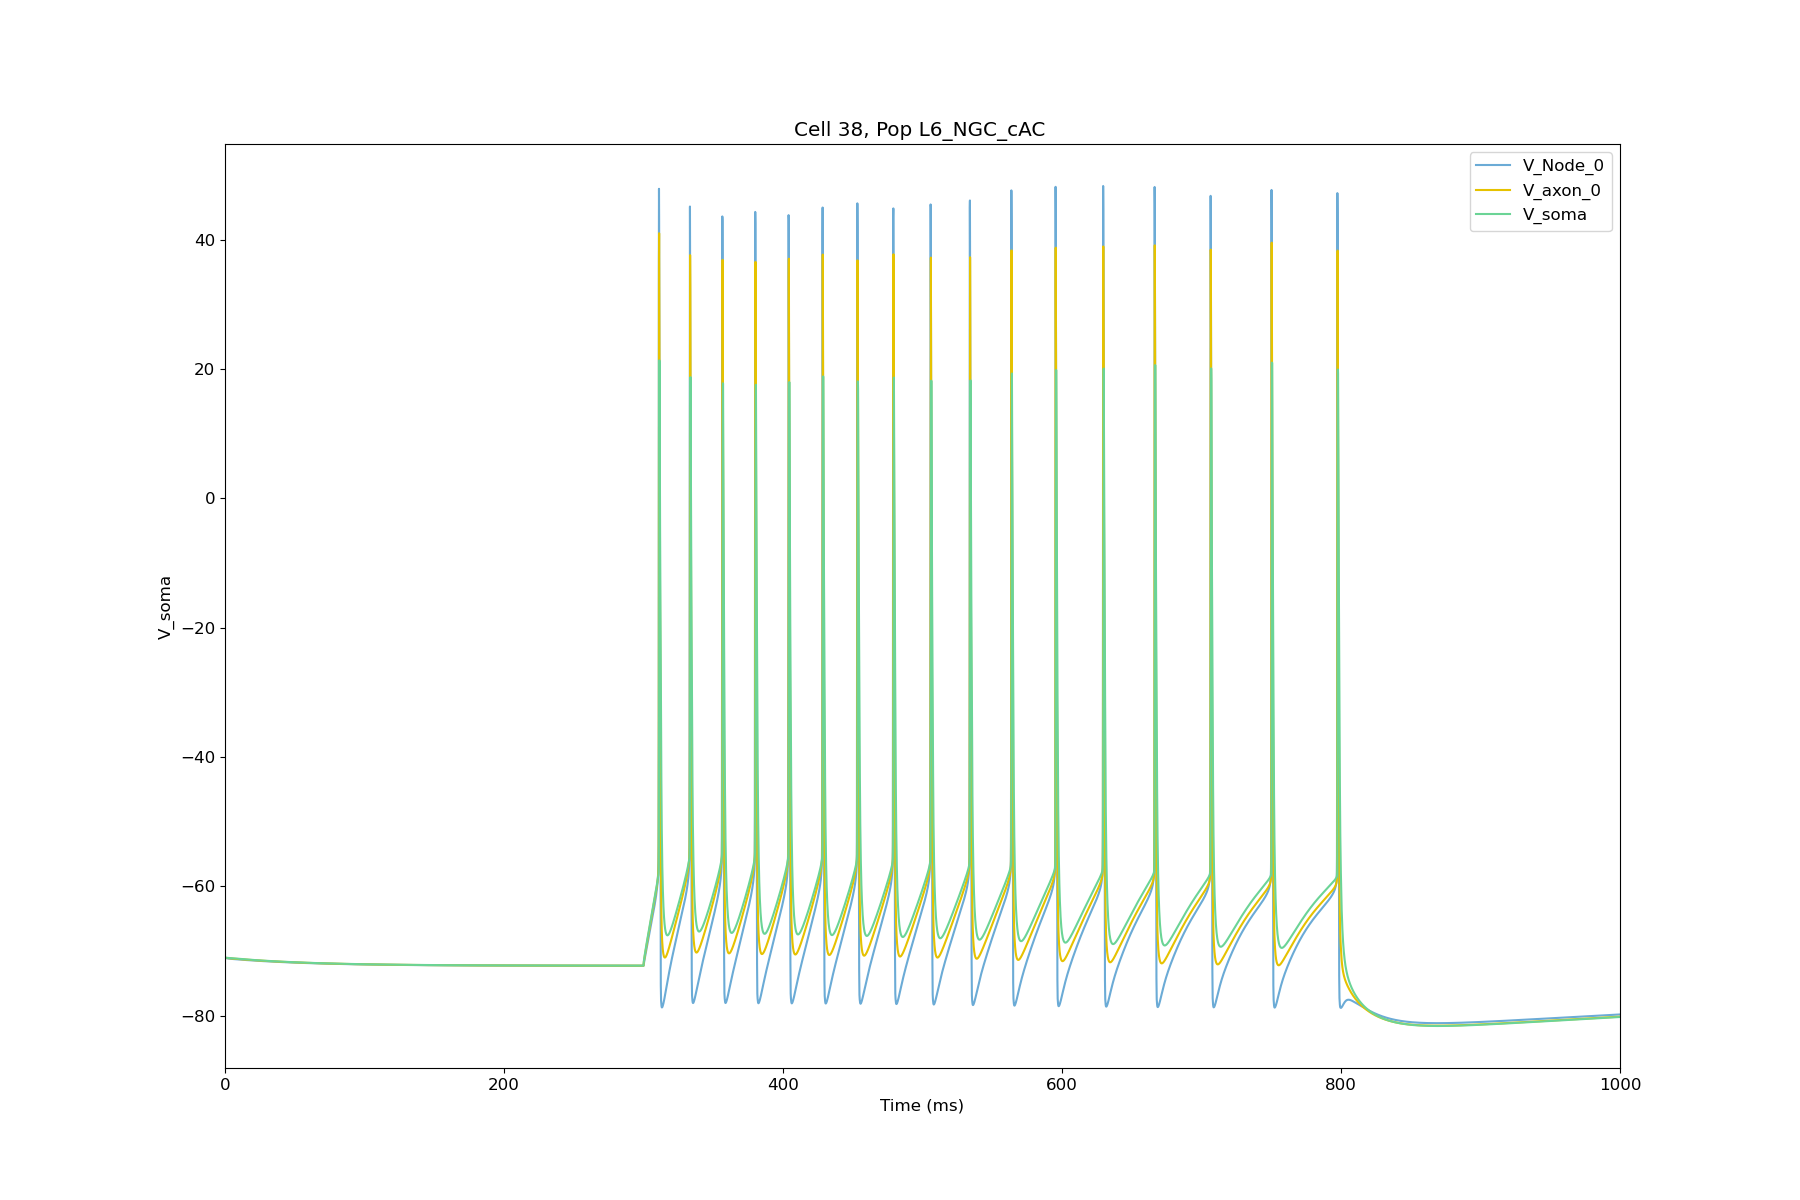 Cell 38, Pop L6_NGC_cAC
V_Node_0
V_axon_0
V_soma
40
20
0
−20
−40
−60
−80
V_soma
0 200 400 600 800 1000
Time (ms)